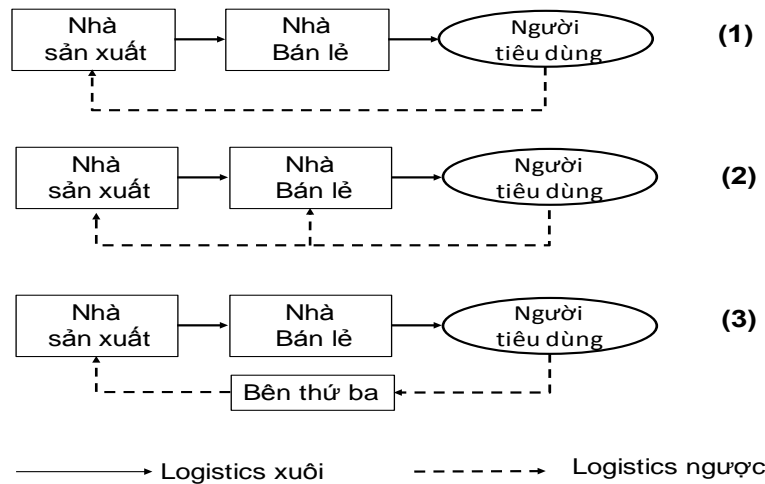 Nhà
sản xuất
Nhà
Bán lẻ
Người
tiêu dùng
(1)
Nhà
sản xuất
Nhà
Bán lẻ
Người
tiêu dùng
(2)
Nhà
sản xuất
Nhà
Bán lẻ
Người
tiêu dùng
(3)
Bên thứ ba
Logistics xuôi
Logistics ngược